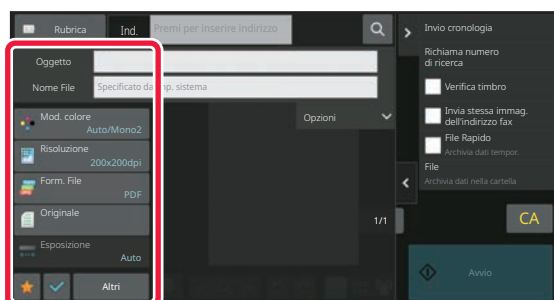 Rubrica
Ind.
Premi per inserire indirizzo
Oggetto
Nome File
Specificato da imp. sistema
Mod. colore
Auto/Mono2
Risoluzione
200x200dpi
Form. File
PDF
Originale
Esposizione
Auto
Altri
Opzioni
1/1
Invio cronologia
Richiama numero
di ricerca
Verifica timbro
Invia stessa immag.
dell'indirizzo fax
File Rapido
Archivia dati tempor.
File
Archivia dati nella cartella
CA
Avvio